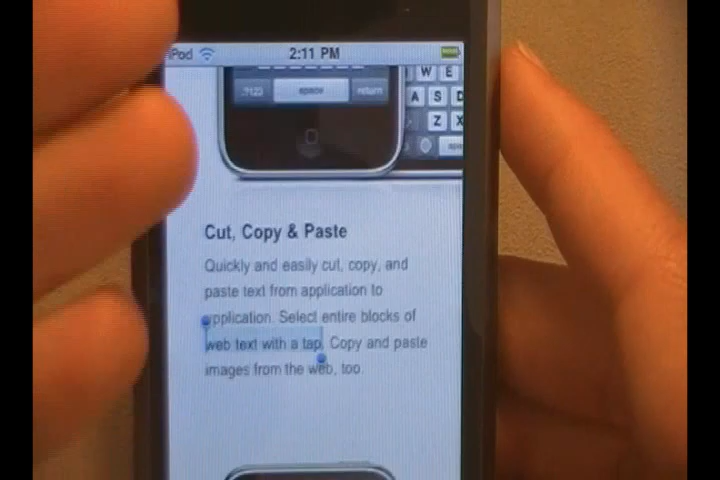 iPod 2:11 PM
W E
.?123 space return
A S D
Z X
Cut, Copy & Paste
Quickly and easily cut, copy, and
paste text from application to
application. Select entire blocks of
web text with a tap. Copy and paste
images from the web, too.